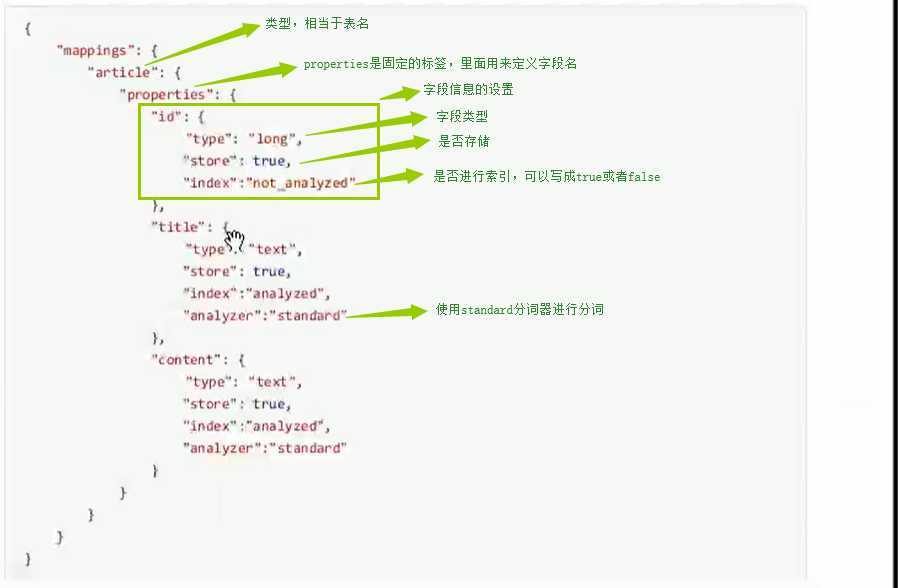 {
类型，相当于表名
"mappings": {
"article": {
properties是固定的标签，里面用来定义字段名
"properties": {
字段信息的设置
"id": {
字段类型
"type": "long",
是否存储
"store": true,
"index":"not_analyzed"
是否进行索引，可以写成true或者false
},
"title": {
"type": "text",
"store": true,
"index":"analyzed",
"analyzer":"standard"
使用standard分词器进行分词
},
"content": {
"type": "text",
"store": true,
"index":"analyzed",
"analyzer":"standard"
}
}
}
}
}